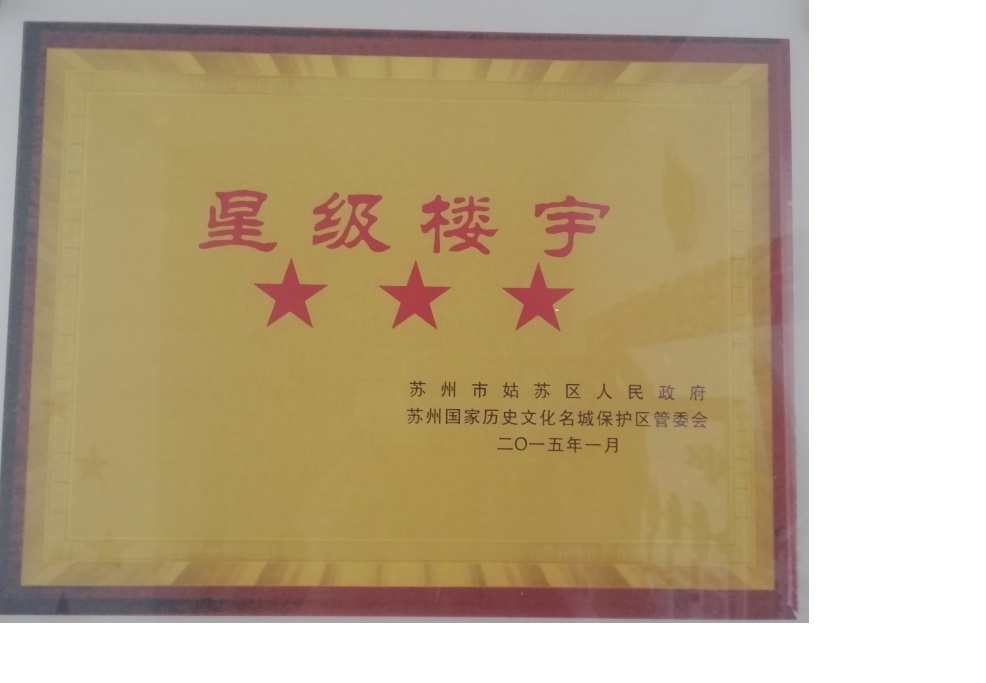 星级楼宇
★★★
苏州市姑苏区人民政府
苏州国家历史文化名城保护区管委会
二〇一五年一月